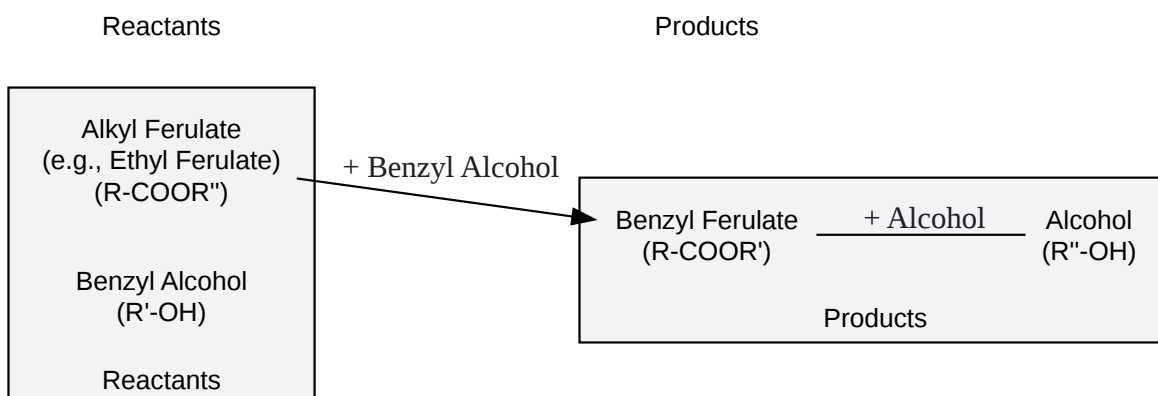 Reactants
Products
Alkyl Ferulate
(e.g., Ethyl Ferulate)
(R-COOR")
+ Benzyl Alcohol
Benzyl Alcohol
(R'-OH)
Reactants
Benzyl Ferulate
(R-COOR')
+ Alcohol
Alcohol
(R"-OH)
Products